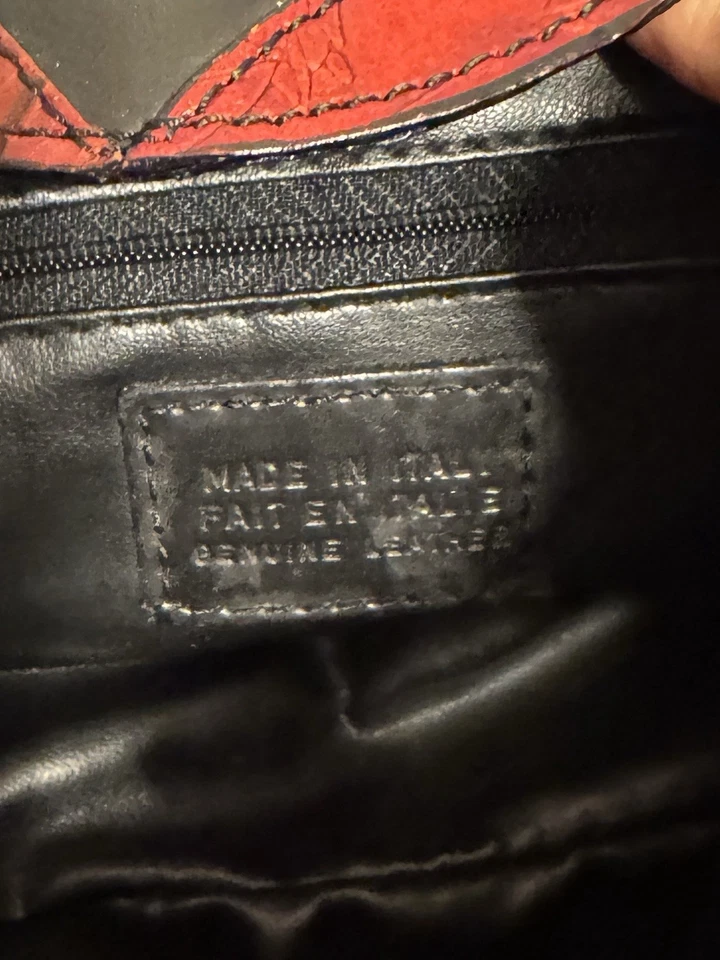 MADE IN ITALY
FAIT EN ITALIE
GENUINE LEATHER